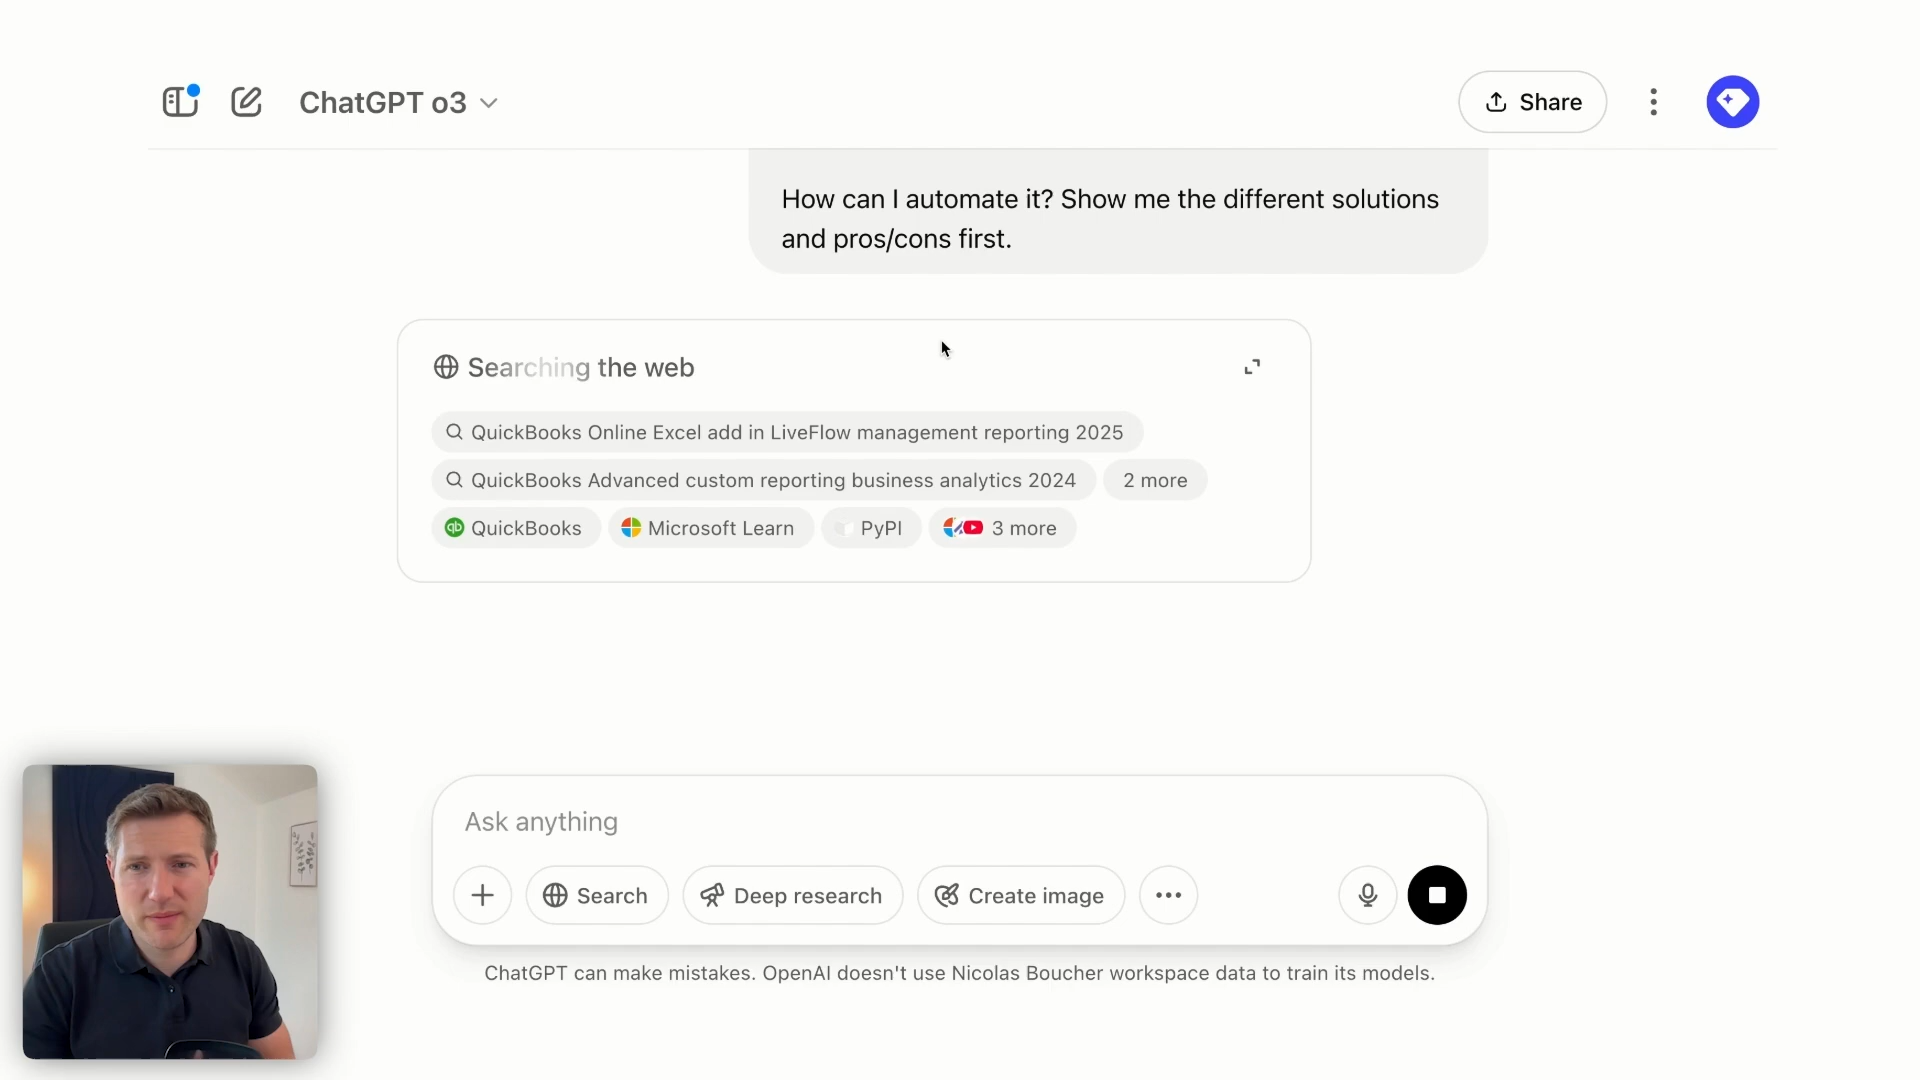 ChatGPT o3
Share
How can I automate it? Show me the different solutions
and pros/cons first.
Searching the web
QuickBooks Online Excel add in LiveFlow management reporting 2025
QuickBooks Advanced custom reporting business analytics 2024
2 more
qb QuickBooks
Microsoft Learn
PyPI
3 more
Ask anything
Search
Deep research
Create image
ChatGPT can make mistakes. OpenAI doesn't use Nicolas Boucher workspace data to train its models.